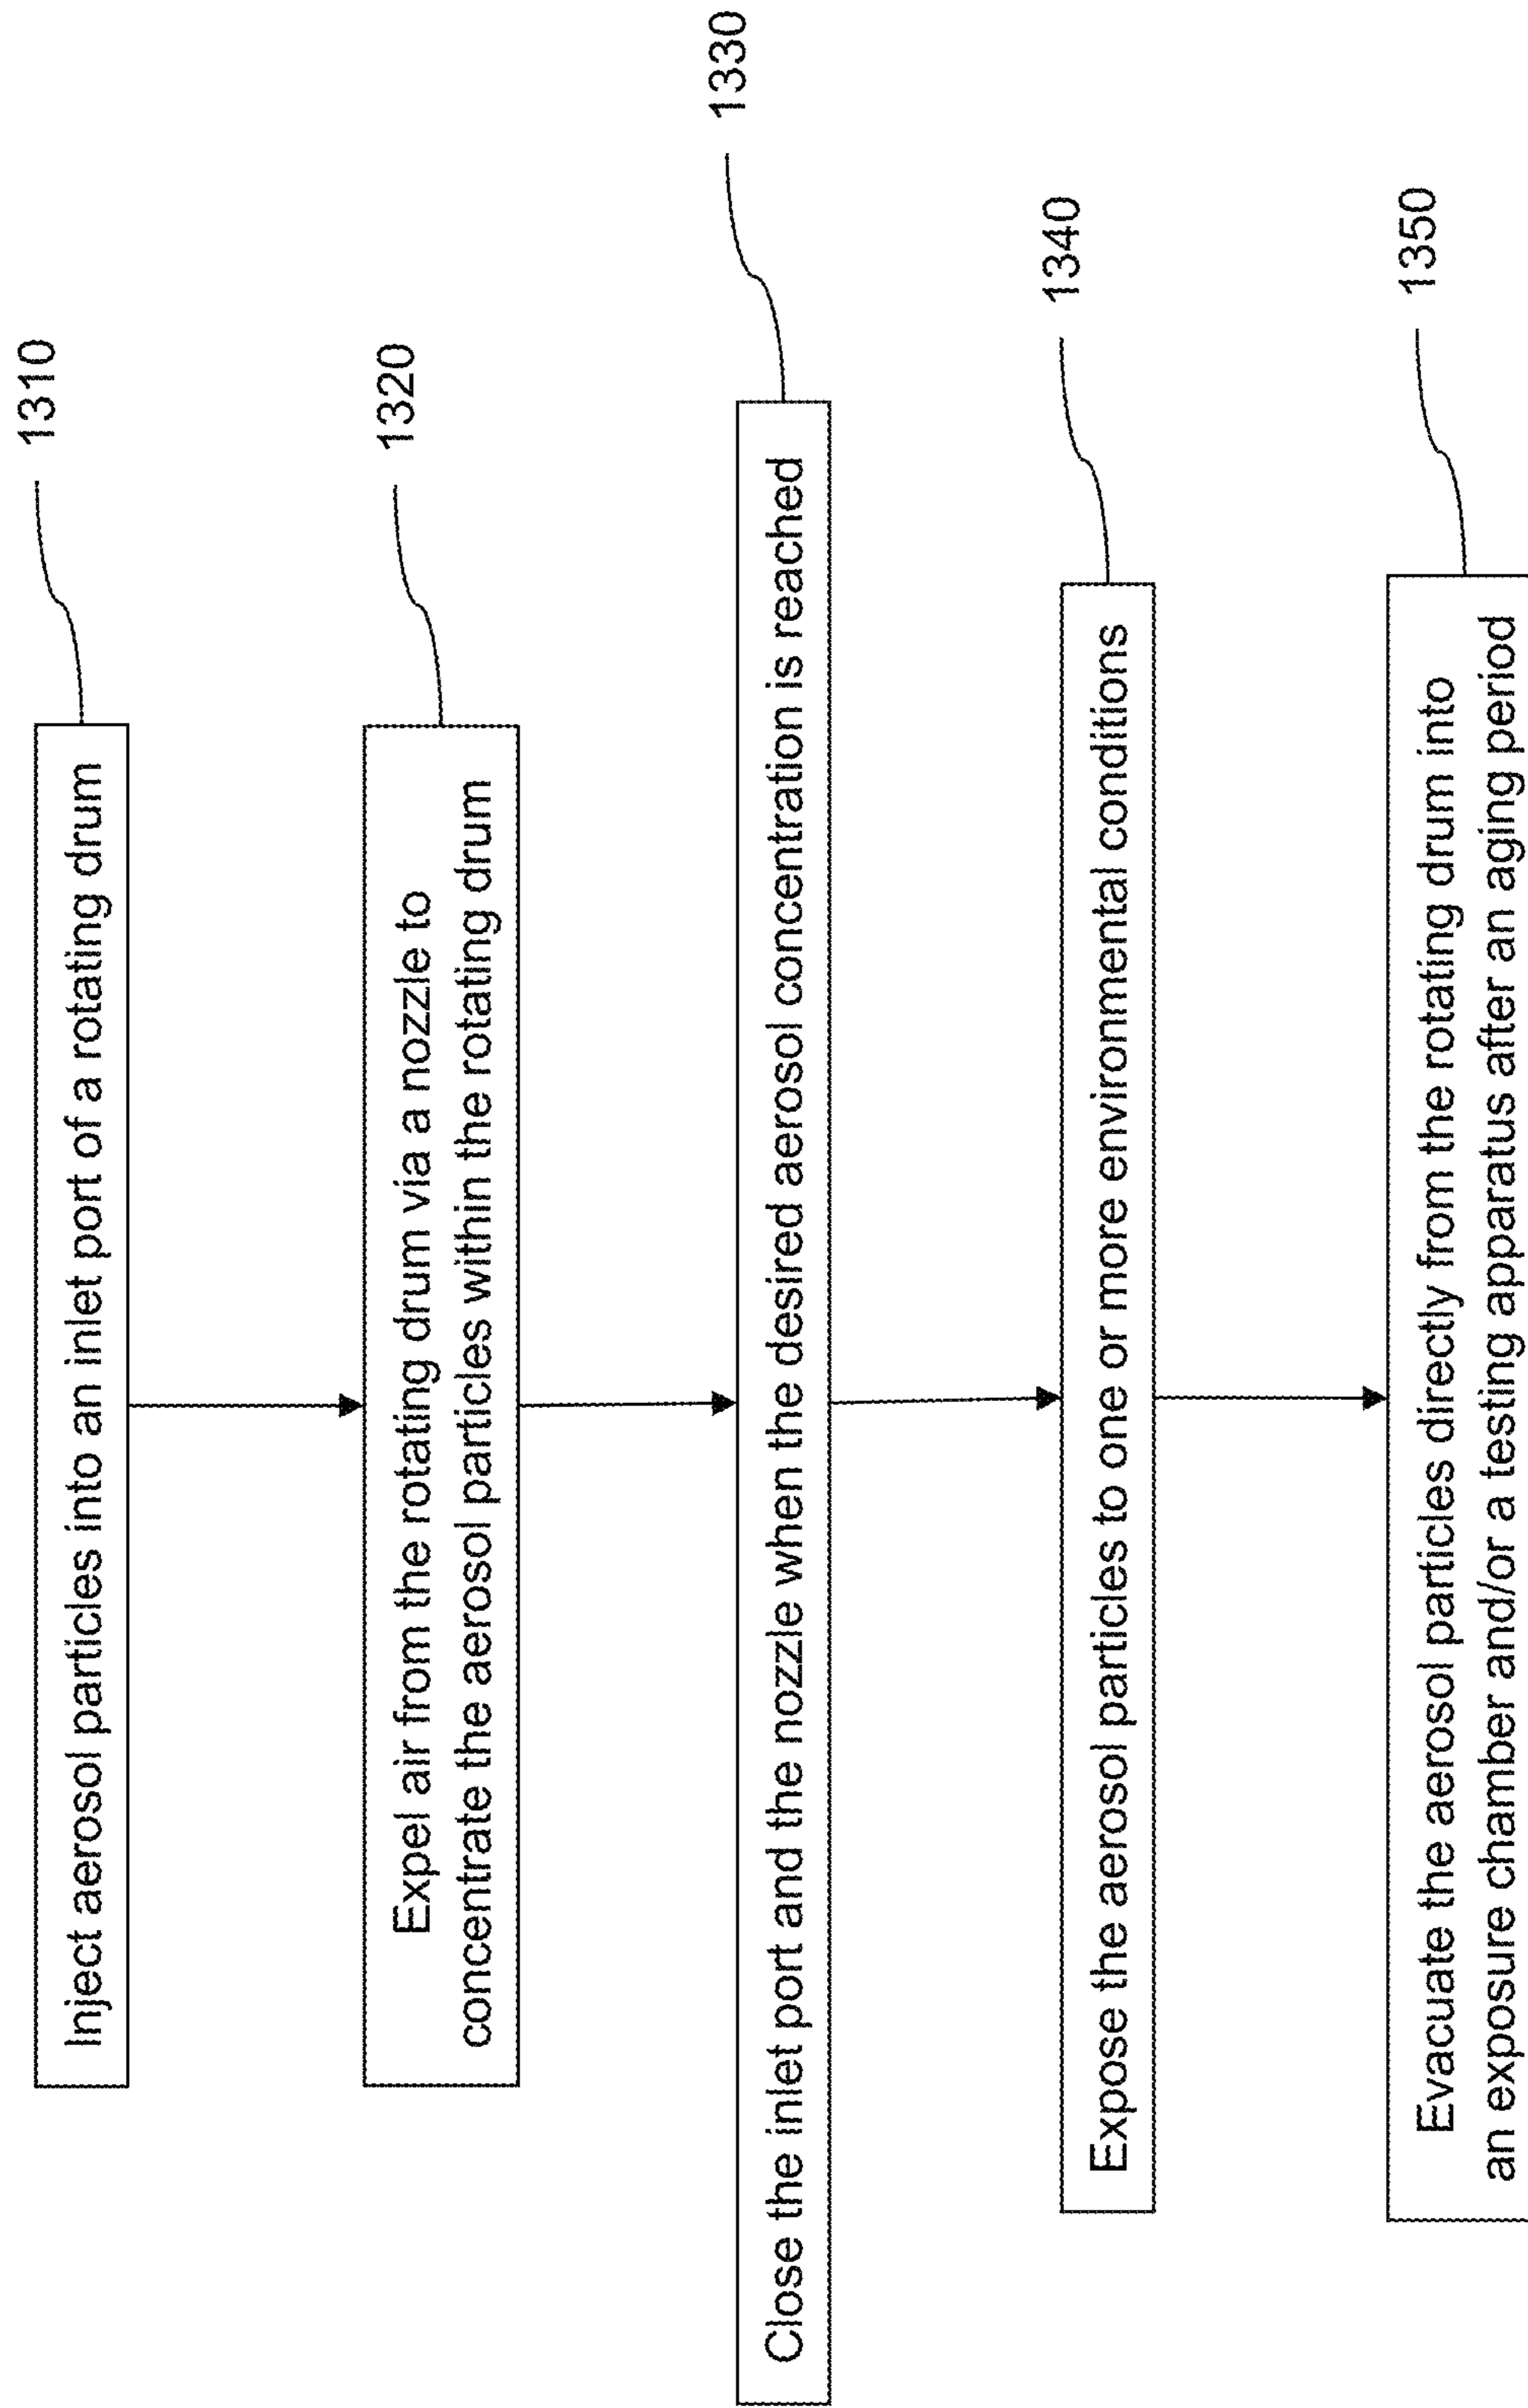 1310
Inject aerosol particles into an inlet port of a rotating drum
1320
Expel air from the rotating drum via a nozzle to
concentrate the aerosol particles within the rotating drum
1330
Close the inlet port and the nozzle when the desired aerosol concentration is reached
1340
Expose the aerosol particles to one or more environmental conditions
1350
Evacuate the aerosol particles directly from the rotating drum into
an exposure chamber and/or a testing apparatus after an aging period